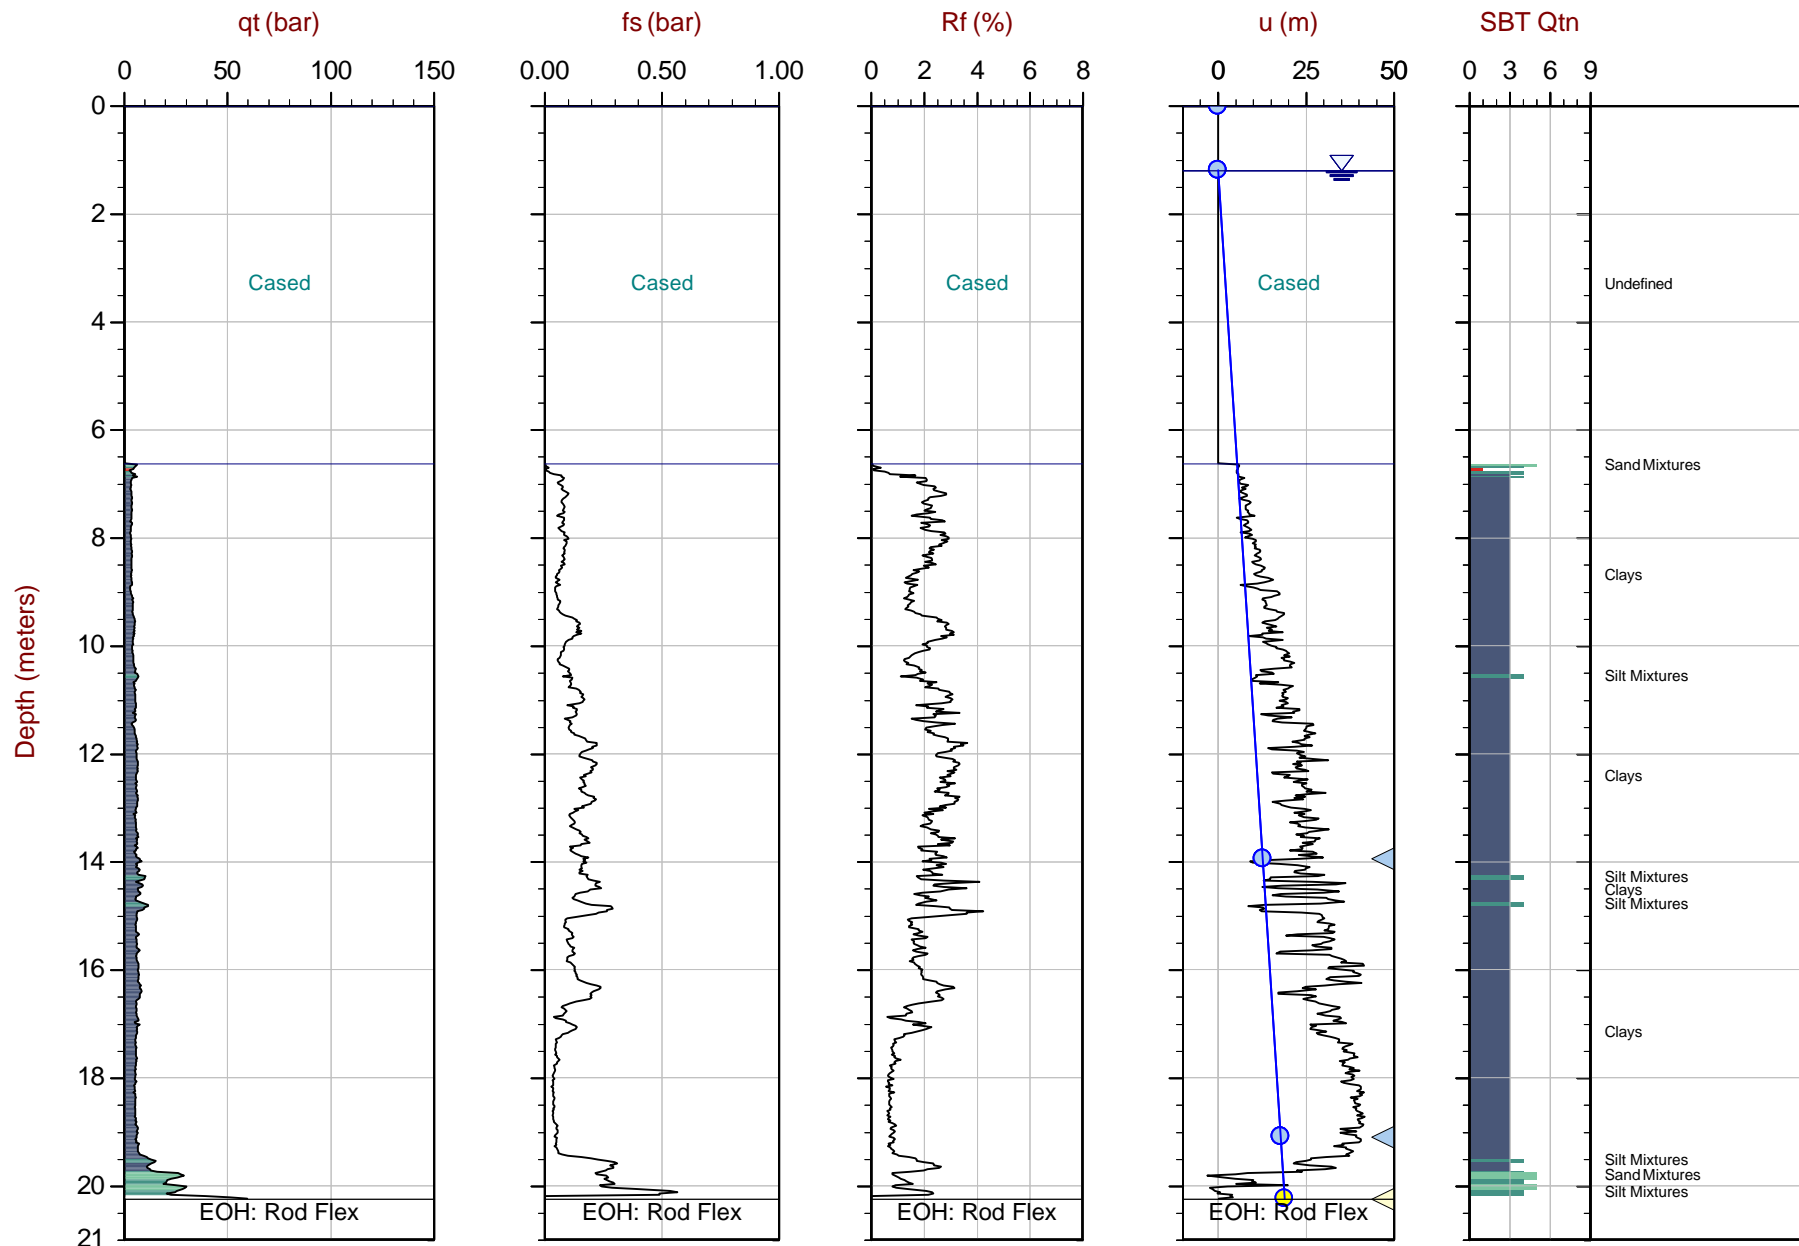 qt (bar) fs (bar) Rf (%) u (m) SBT Qtn
0 50 100 150 0.00 0.50 1.00 0 2 4 6 8 0 25 50 0 3 6 9
0
2
Cased Cased Cased Cased Undefined
4
6
Sand Mixtures
8
Clays
Depth (meters)
10
Silt Mixtures
12
Clays
14
Silt Mixtures
Clays
Silt Mixtures
16
Clays
18
Silt Mixtures
Sand Mixtures
20
Silt Mixtures
EOH: Rod Flex EOH: Rod Flex EOH: Rod Flex EOH: Rod Flex
21